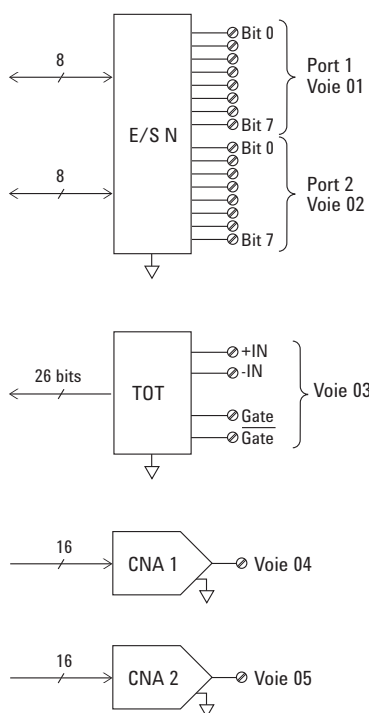 8
E/S N
Bit 0
Bit 7
Port 1
Voie 01
8
Bit 0
Bit 7
Port 2
Voie 02
26 bits
TOT
+IN
-IN
Gate
Gate
Voie 03
16
CNA 1
Voie 04
16
CNA 2
Voie 05